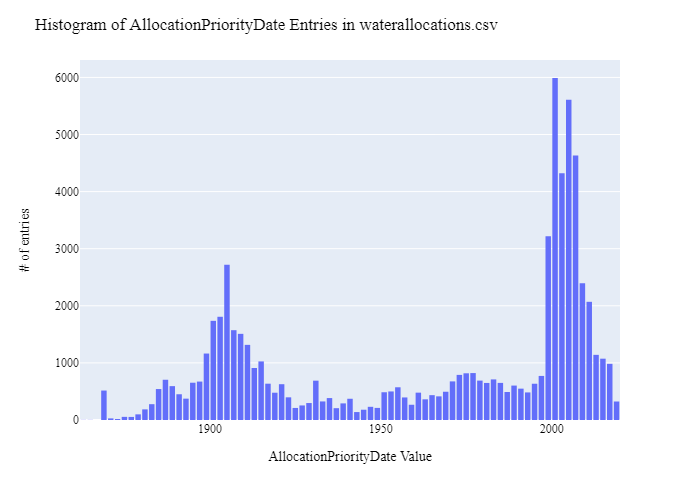 Histogram of AllocationPriorityDate Entries in waterallocations.csv
6000
5000
4000
3000
2000
1000
0
# of entries
1900 1950 2000
AllocationPriorityDate Value